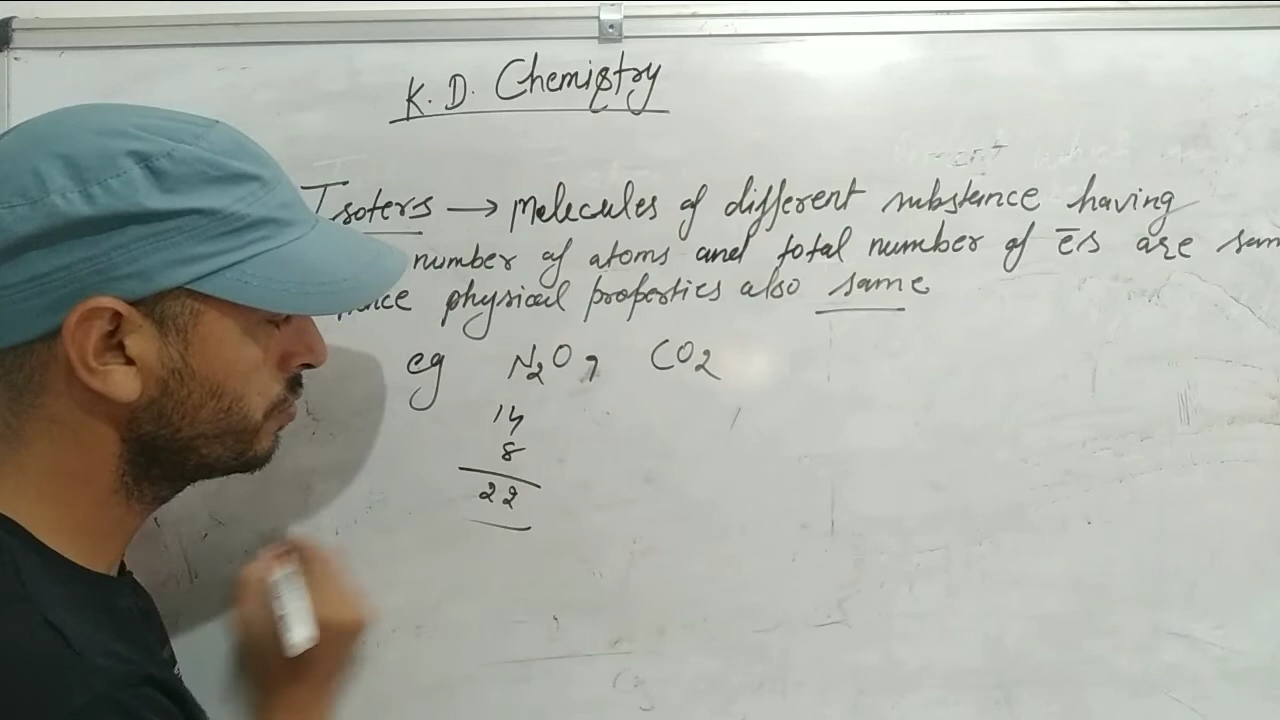 K. D. Chemistry
Isoters → Molecules of different substance having
number of atoms and total number of ēs are sam
hence physical properties also same
eg N₂O, CO₂
14
8
22